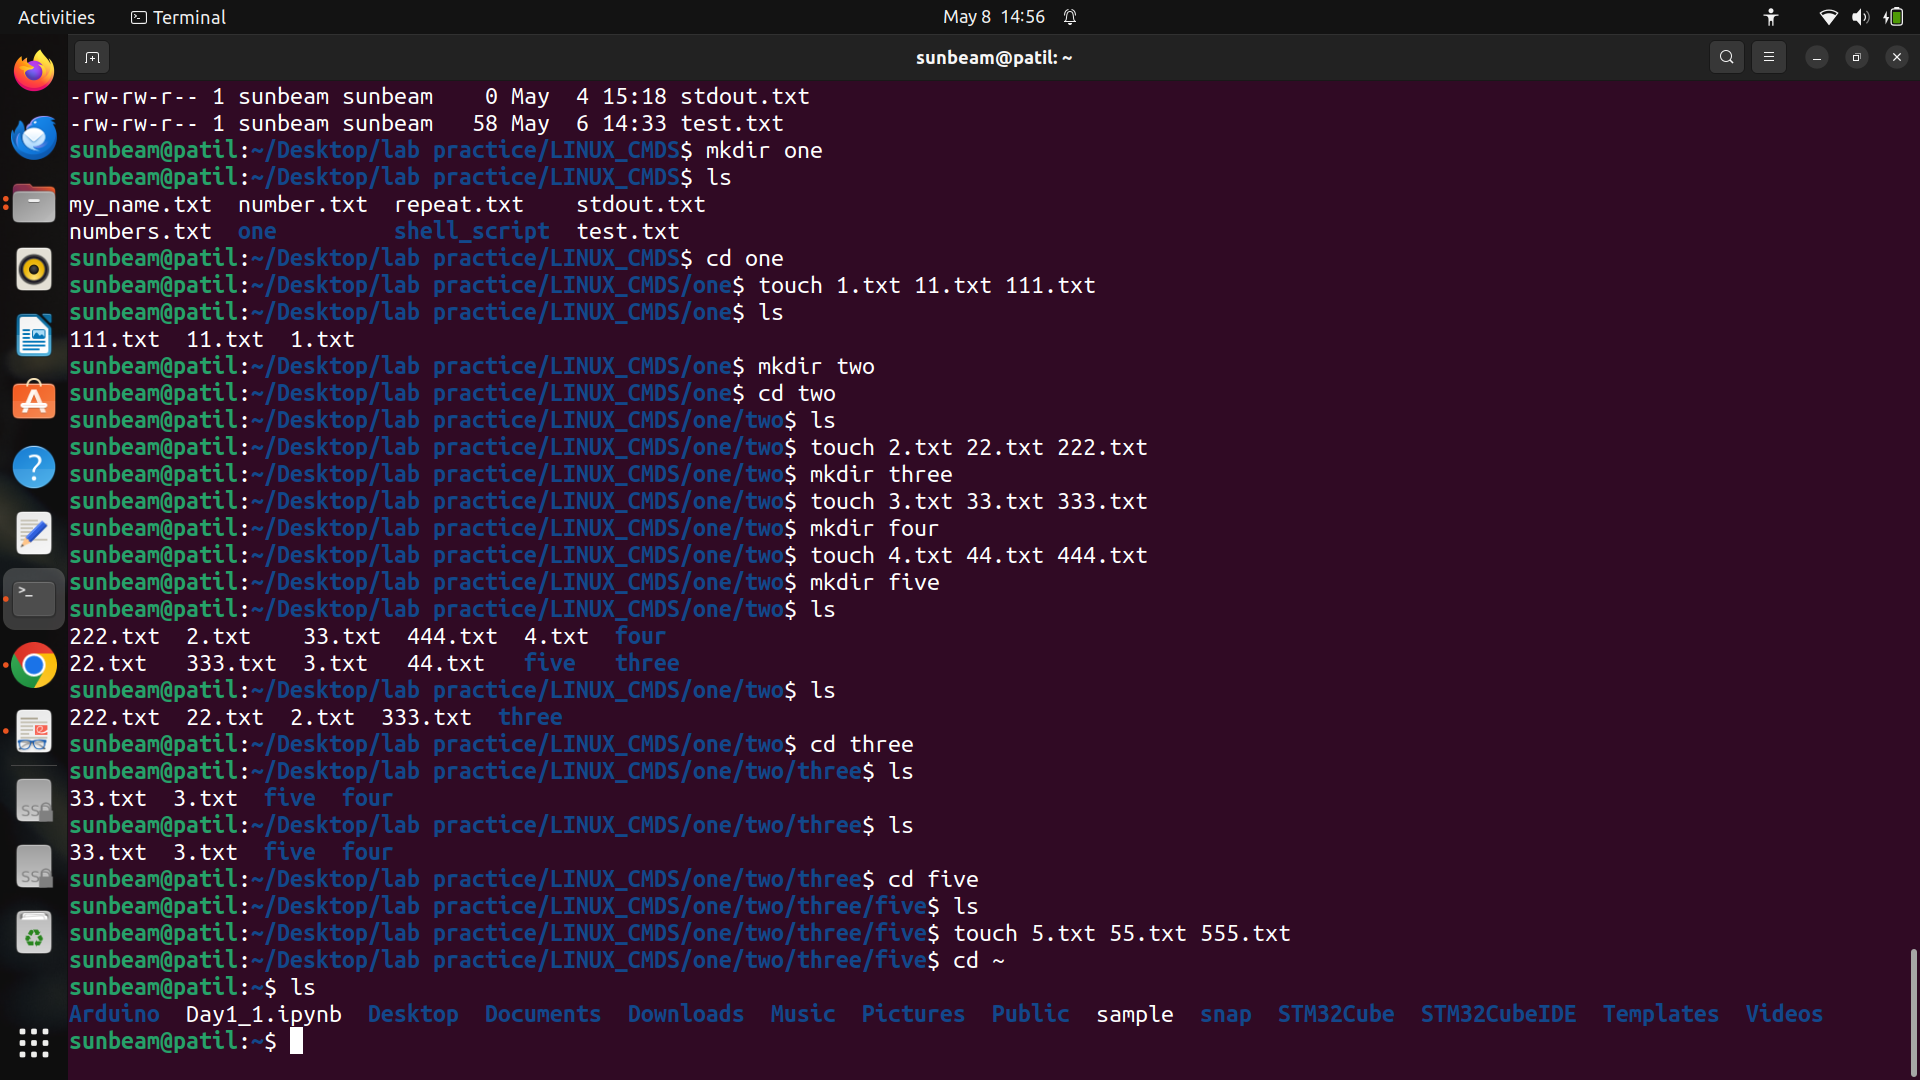 Activities Terminal May 8 14:56
sunbeam@patil: ~
-rw-rw-r-- 1 sunbeam sunbeam    0 May  4 15:18 stdout.txt
-rw-rw-r-- 1 sunbeam sunbeam   58 May  6 14:33 test.txt
sunbeam@patil:~/Desktop/lab practice/LINUX_CMDS$ mkdir one
sunbeam@patil:~/Desktop/lab practice/LINUX_CMDS$ ls
my_name.txt  number.txt  repeat.txt    stdout.txt
numbers.txt  one         shell_script  test.txt
sunbeam@patil:~/Desktop/lab practice/LINUX_CMDS$ cd one
sunbeam@patil:~/Desktop/lab practice/LINUX_CMDS/one$ touch 1.txt 11.txt 111.txt
sunbeam@patil:~/Desktop/lab practice/LINUX_CMDS/one$ ls
111.txt  11.txt  1.txt
sunbeam@patil:~/Desktop/lab practice/LINUX_CMDS/one$ mkdir two
sunbeam@patil:~/Desktop/lab practice/LINUX_CMDS/one$ cd two
sunbeam@patil:~/Desktop/lab practice/LINUX_CMDS/one/two$ ls
sunbeam@patil:~/Desktop/lab practice/LINUX_CMDS/one/two$ touch 2.txt 22.txt 222.txt
sunbeam@patil:~/Desktop/lab practice/LINUX_CMDS/one/two$ mkdir three
sunbeam@patil:~/Desktop/lab practice/LINUX_CMDS/one/two$ touch 3.txt 33.txt 333.txt
sunbeam@patil:~/Desktop/lab practice/LINUX_CMDS/one/two$ mkdir four
sunbeam@patil:~/Desktop/lab practice/LINUX_CMDS/one/two$ touch 4.txt 44.txt 444.txt
sunbeam@patil:~/Desktop/lab practice/LINUX_CMDS/one/two$ mkdir five
sunbeam@patil:~/Desktop/lab practice/LINUX_CMDS/one/two$ ls
222.txt  2.txt    33.txt  444.txt  4.txt  four
22.txt   333.txt  3.txt   44.txt   five   three
sunbeam@patil:~/Desktop/lab practice/LINUX_CMDS/one/two$ ls
222.txt  22.txt  2.txt  333.txt  three
sunbeam@patil:~/Desktop/lab practice/LINUX_CMDS/one/two$ cd three
sunbeam@patil:~/Desktop/lab practice/LINUX_CMDS/one/two/three$ ls
33.txt  3.txt  five  four
sunbeam@patil:~/Desktop/lab practice/LINUX_CMDS/one/two/three$ ls
33.txt  3.txt  five  four
sunbeam@patil:~/Desktop/lab practice/LINUX_CMDS/one/two/three$ cd five
sunbeam@patil:~/Desktop/lab practice/LINUX_CMDS/one/two/three/five$ ls
sunbeam@patil:~/Desktop/lab practice/LINUX_CMDS/one/two/three/five$ touch 5.txt 55.txt 555.txt
sunbeam@patil:~/Desktop/lab practice/LINUX_CMDS/one/two/three/five$ cd ~
sunbeam@patil:~$ ls
Arduino  Day1_1.ipynb  Desktop  Documents  Downloads  Music  Pictures  Public  sample  snap  STM32Cube  STM32CubeIDE  Templates  Videos
sunbeam@patil:~$